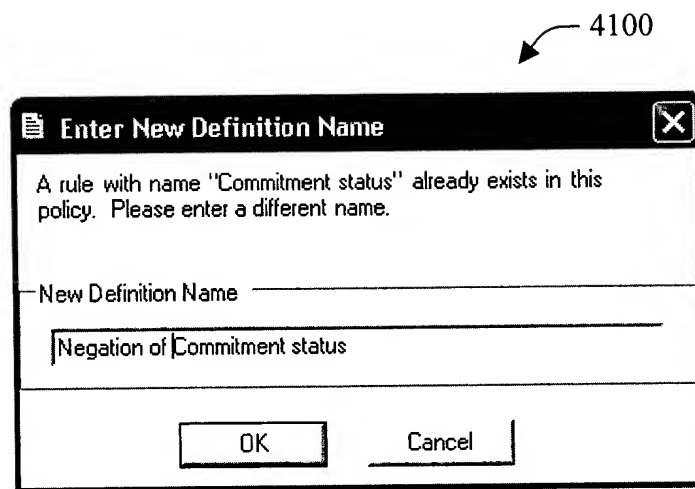 4100
Enter New Definition Name
A rule with name "Commitment status" already exists in this
policy. Please enter a different name.
New Definition Name
Negation of Commitment status
OK
Cancel